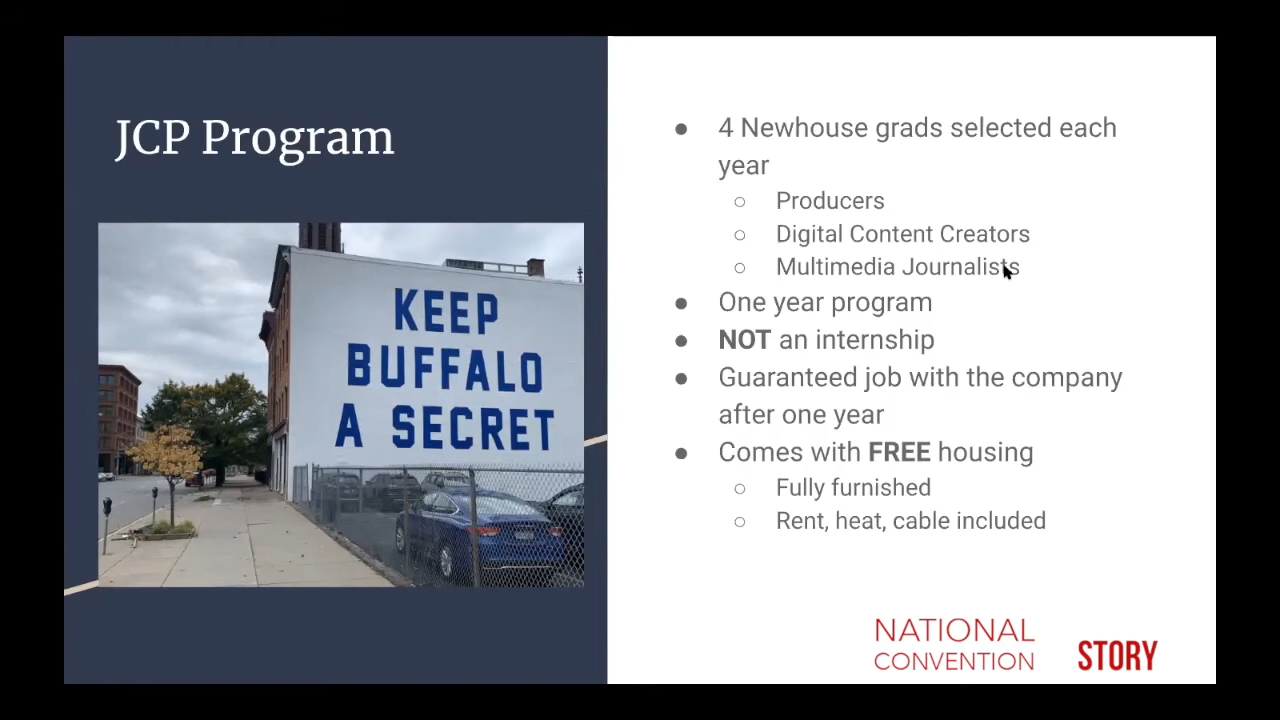 JCP Program
KEEP
BUFFALO
A SECRET
● 4 Newhouse grads selected each
year
○ Producers
○ Digital Content Creators
○ Multimedia Journalists
● One year program
● NOT an internship
● Guaranteed job with the company
after one year
● Comes with FREE housing
○ Fully furnished
○ Rent, heat, cable included
NATIONAL
CONVENTION
STORY